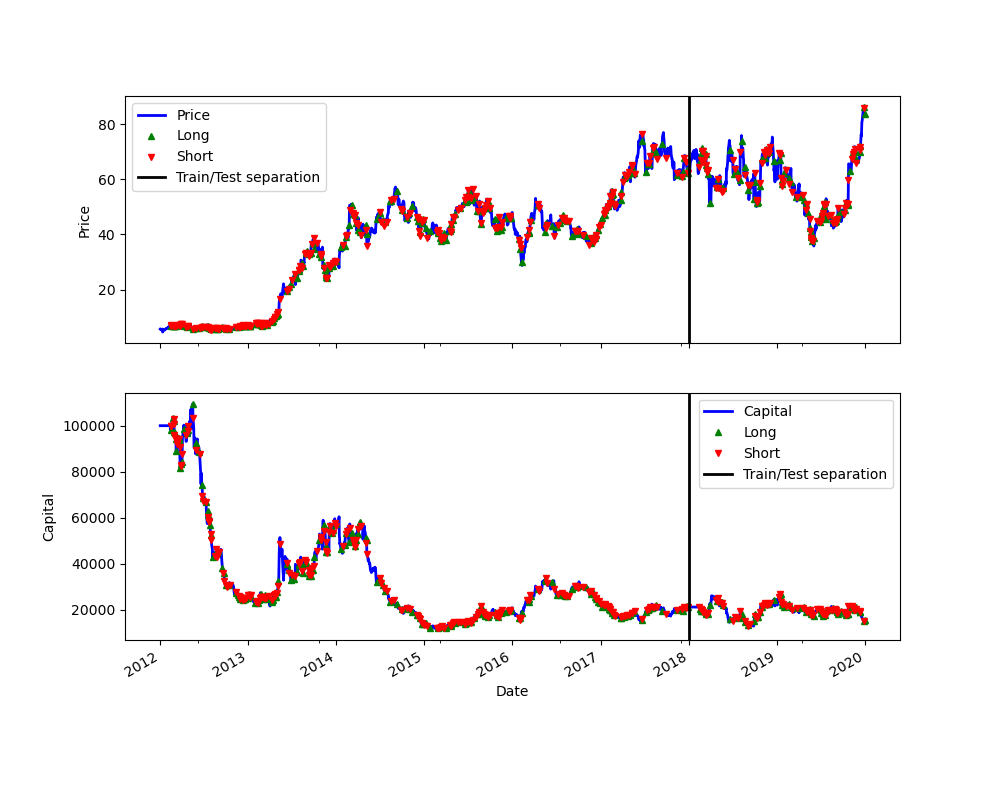 Price
Long
Short
Train/Test separation
80
60
40
20
Price
Capital
Long
Short
Train/Test separation
100000
80000
60000
40000
20000
Capital
2012 2013 2014 2015 2016 2017 2018 2019 2020
Date